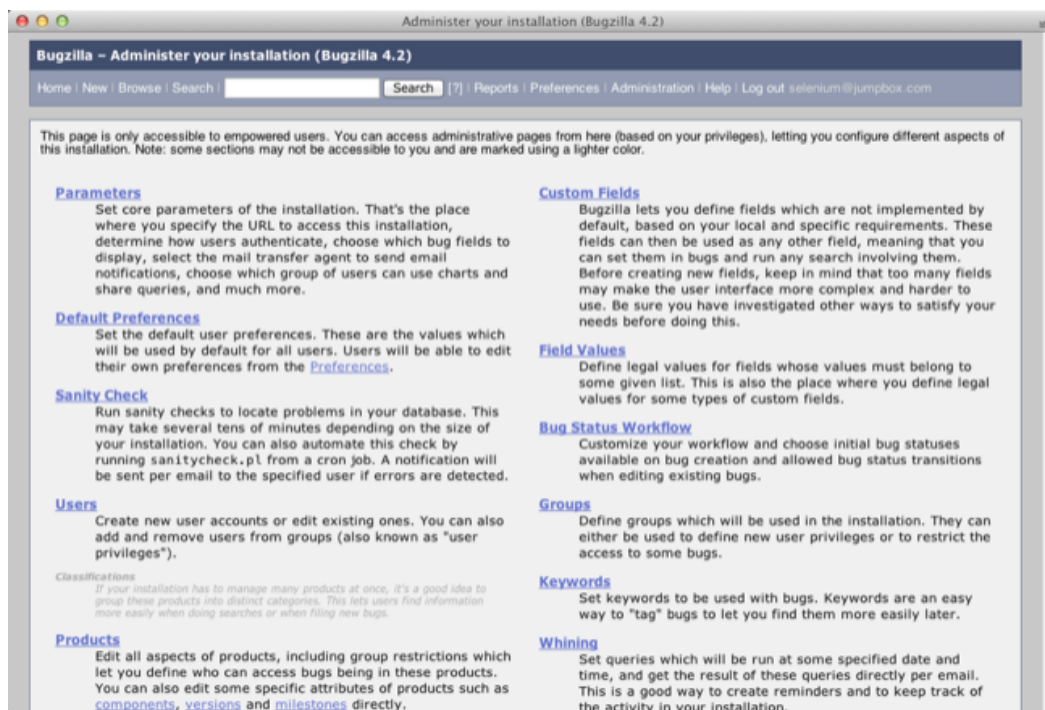 Administer your installation (Bugzilla 4.2)
Bugzilla – Administer your installation (Bugzilla 4.2)
Home | New | Browse | Search | Search [?] | Reports | Preferences | Administration | Help | Log out selenium@jumpbox.com
This page is only accessible to empowered users. You can access administrative pages from here (based on your privileges), letting you configure different aspects of
this installation. Note: some sections may not be accessible to you and are marked using a lighter color.
Parameters
Set core parameters of the installation. That's the place
where you specify the URL to access this installation,
determine how users authenticate, choose which bug fields to
display, select the mail transfer agent to send email
notifications, choose which group of users can use charts and
share queries, and much more.
Default Preferences
Set the default user preferences. These are the values which
will be used by default for all users. Users will be able to edit
their own preferences from the Preferences.
Sanity Check
Run sanity checks to locate problems in your database. This
may take several tens of minutes depending on the size of
your installation. You can also automate this check by
running sanitycheck.pl from a cron job. A notification will
be sent per email to the specified user if errors are detected.
Users
Create new user accounts or edit existing ones. You can also
add and remove users from groups (also known as "user
privileges").
Classifications
If your installation has to manage many products at once, it's a good idea to
group these products into distinct categories. This lets users find information
more easily when doing searches or when filing new bugs.
Products
Edit all aspects of products, including group restrictions which
let you define who can access bugs being in these products.
You can also edit some specific attributes of products such as
components, versions and milestones directly.
Custom Fields
Bugzilla lets you define fields which are not implemented by
default, based on your local and specific requirements. These
fields can then be used as any other field, meaning that you
can set them in bugs and run any search involving them.
Before creating new fields, keep in mind that too many fields
may make the user interface more complex and harder to
use. Be sure you have investigated other ways to satisfy your
needs before doing this.
Field Values
Define legal values for fields whose values must belong to
some given list. This is also the place where you define legal
values for some types of custom fields.
Bug Status Workflow
Customize your workflow and choose initial bug statuses
available on bug creation and allowed bug status transitions
when editing existing bugs.
Groups
Define groups which will be used in the installation. They can
either be used to define new user privileges or to restrict the
access to some bugs.
Keywords
Set keywords to be used with bugs. Keywords are an easy
way to "tag" bugs to let you find them more easily later.
Whining
Set queries which will be run at some specified date and
time, and get the result of these queries directly per email.
This is a good way to create reminders and to keep track of
the activity in your installation.